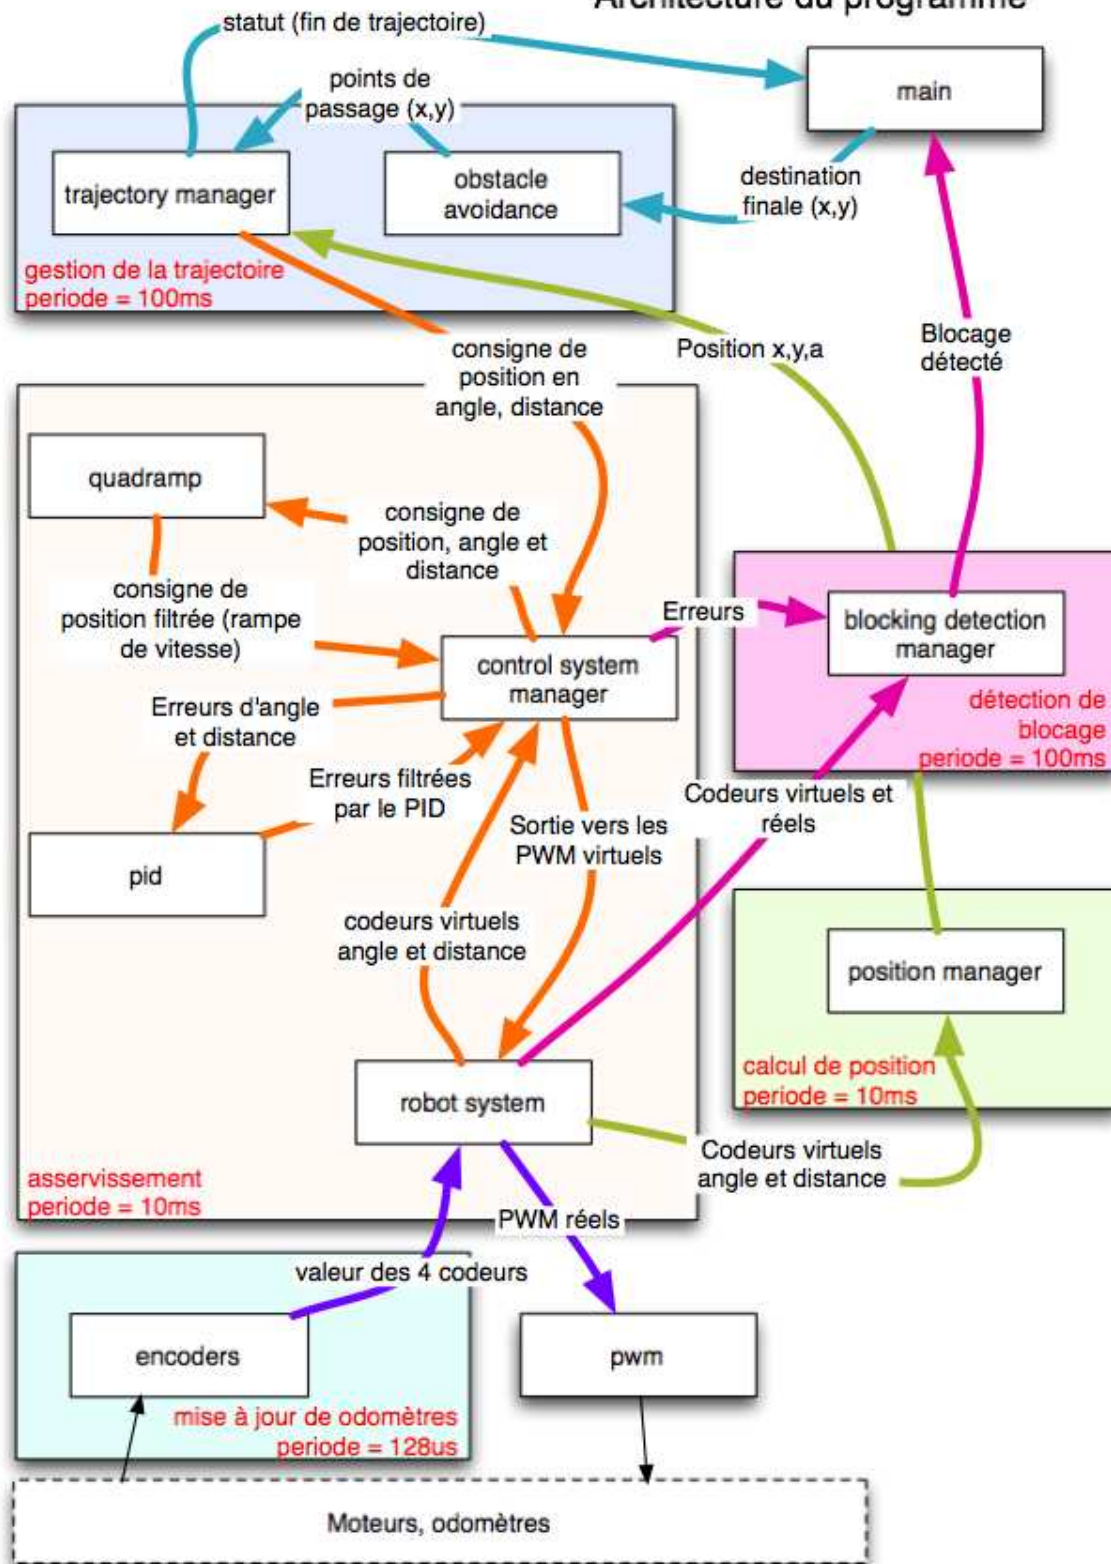 Architecture du programme
statut (fin de trajectoire)
points de
passage (x,y)
main
trajectory manager
obstacle
avoidance
destination
finale (x,y)
gestion de la trajectoire
periode = 100ms
consigne de
position en
angle, distance
Position x,y,a
Blocage
détecté
quadramp
consigne de
position, angle et
distance
consigne de
position filtrée (rampe
de vitesse)
Erreurs
blocking detection
manager
control system
manager
détection de
blocage
periode = 100ms
Erreurs d'angle
et distance
Erreurs filtrées
par le PID
Codeurs virtuels et
réels
Sortie vers les
PWM virtuels
pid
codeurs virtuels
angle et distance
position manager
calcul de position
periode = 10ms
robot system
Codeurs virtuels
angle et distance
asservissement
periode = 10ms
PWM réels
valeur des 4 codeurs
encoders
pwm
mise à jour de odomètres
periode = 128us
Moteurs, odomètres